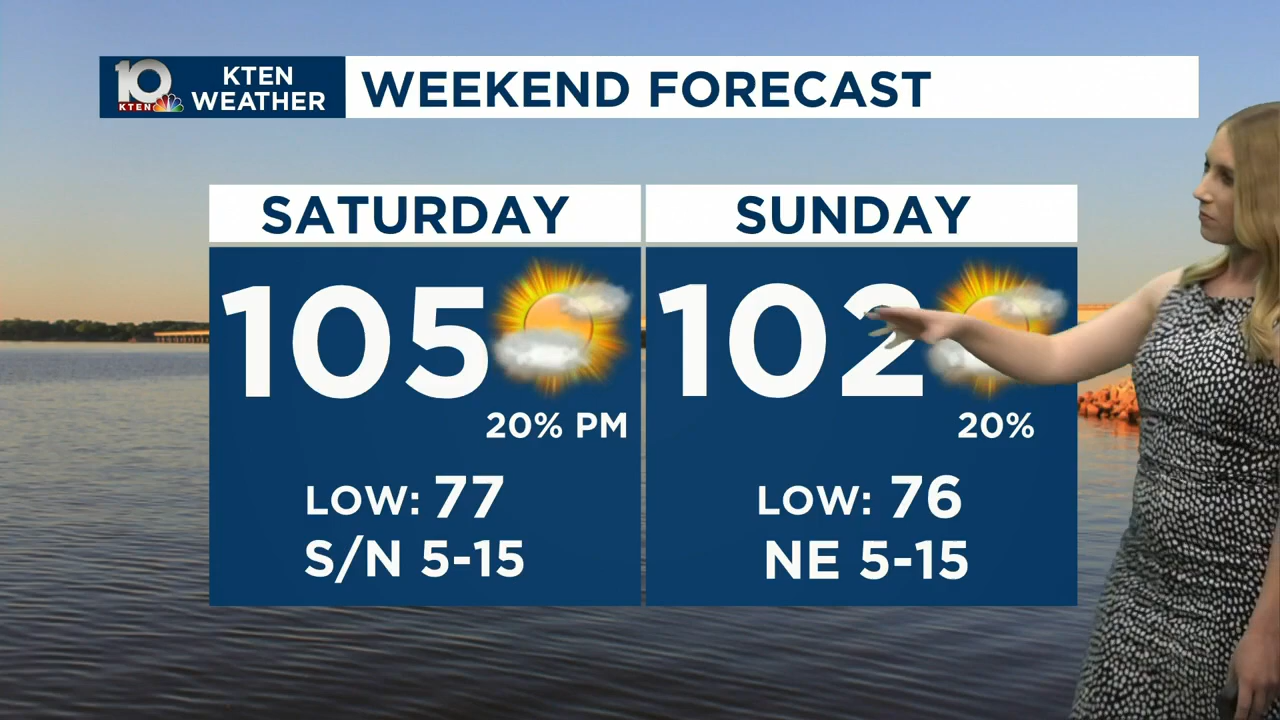 10
KTEN
KTEN
WEATHER
WEEKEND FORECAST
SATURDAY
105
20% PM
LOW: 77
S/N 5-15
SUNDAY
102
20%
LOW: 76
NE 5-15